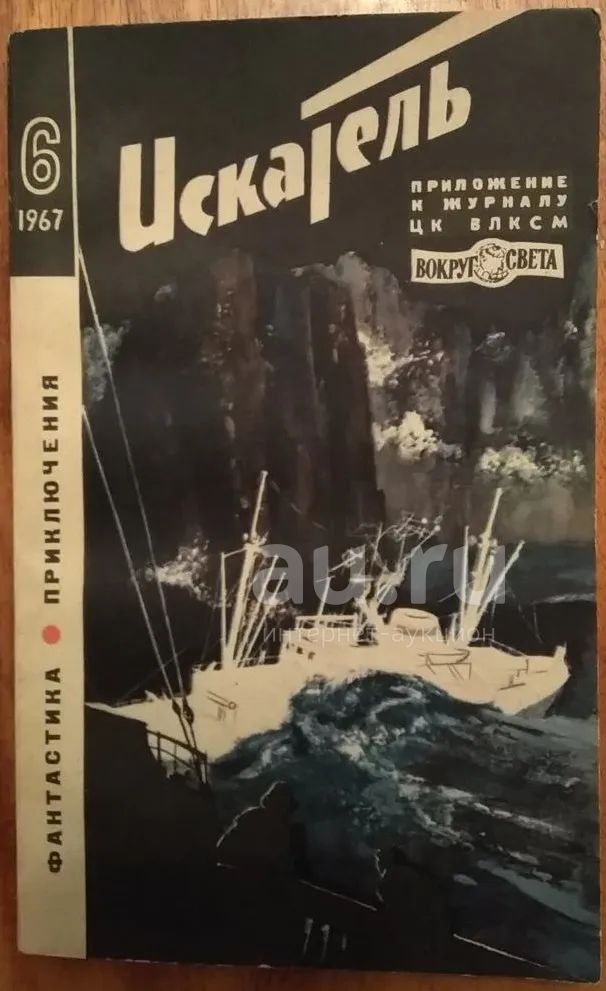 6
1967
Искатель
ПРИЛОЖЕНИЕ
К ЖУРНАЛУ
ЦК ВЛКСМ
ВОКРУГ СВЕТА
ФАНТАСТИКА • ПРИКЛЮЧЕНИЯ
au.ru
интернет-аукцион